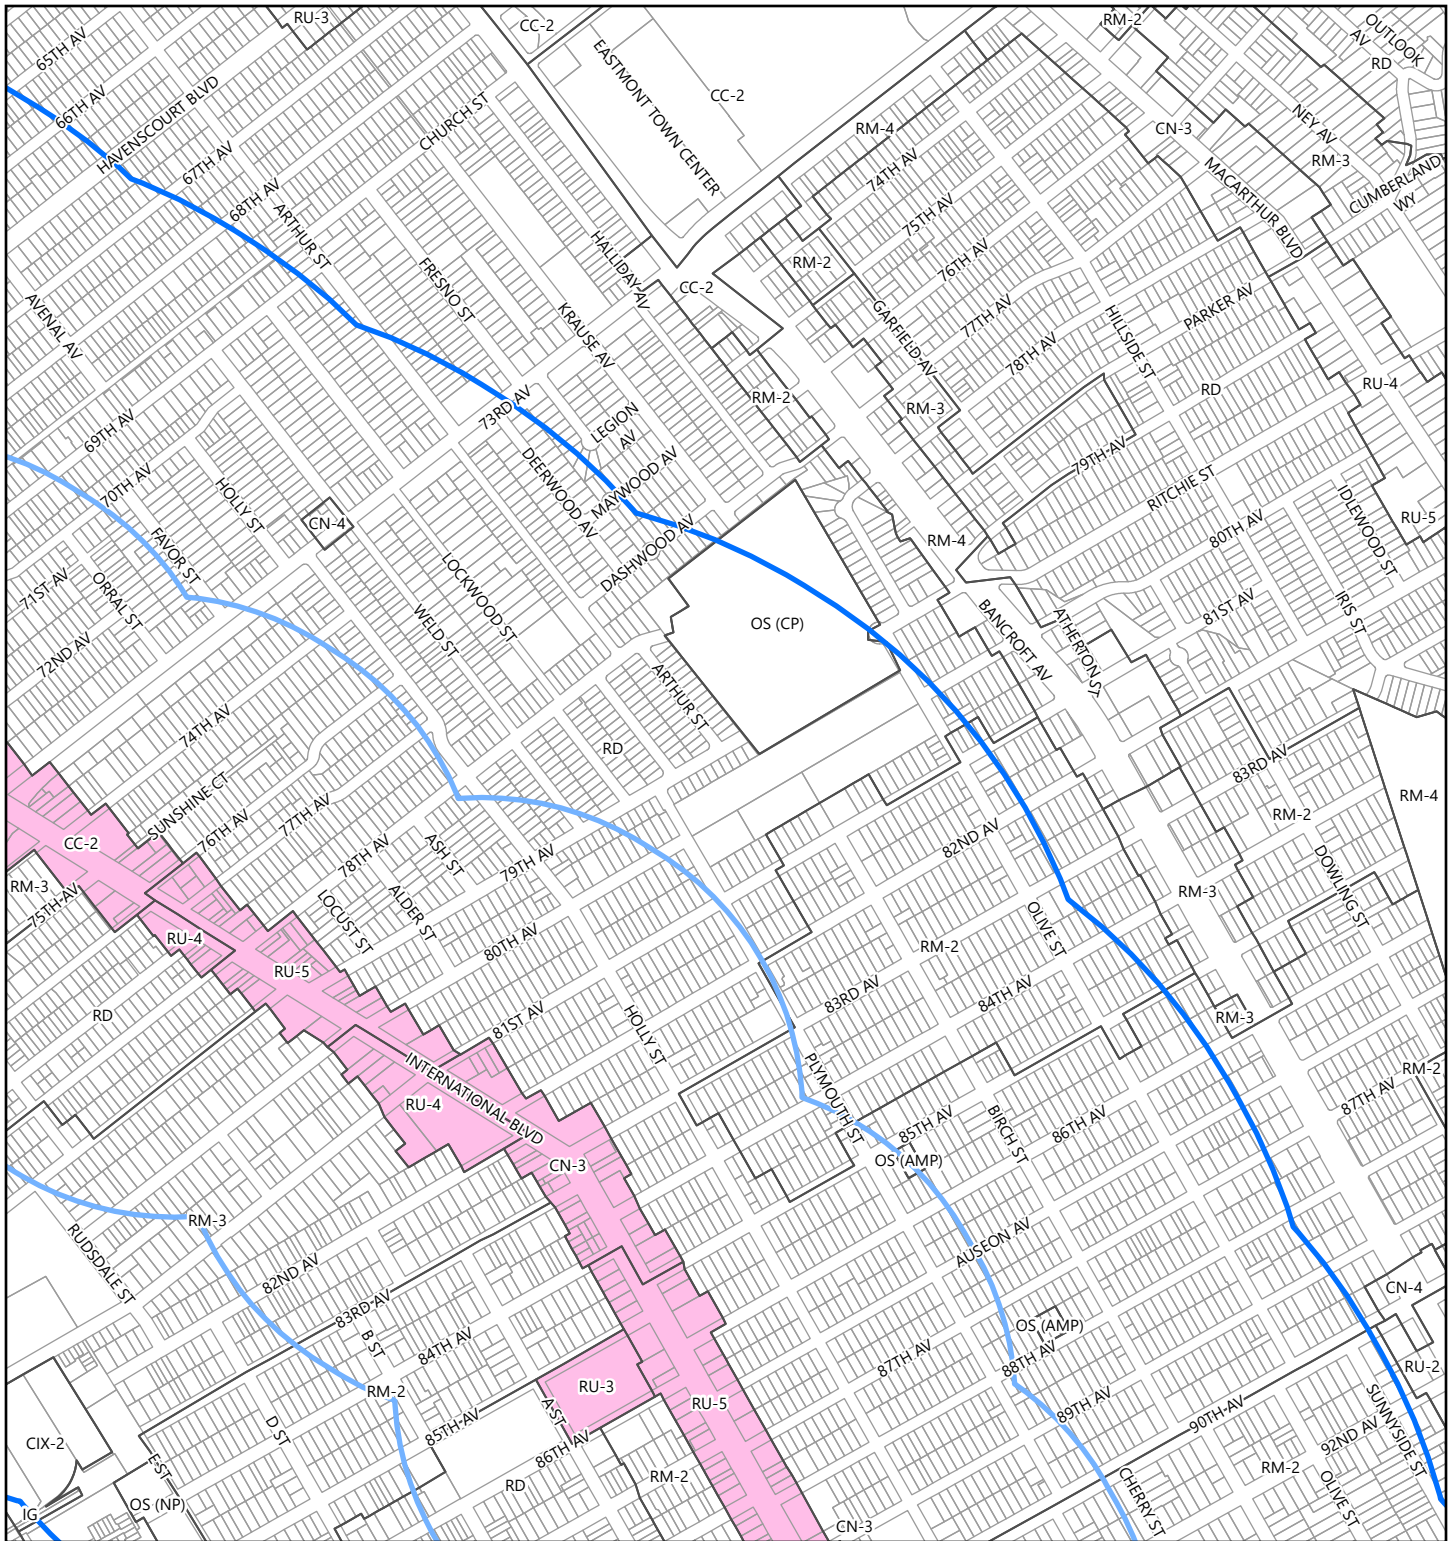 RU-3
CC-2
RM-2
OUTLOOK
AV
RD
65TH AV
66TH AV
HAVENSCOURT BLVD
67TH AV
68TH AV
CHURCH ST
EASTMONT TOWN CENTER
CC-2
RM-4
74TH AV
CN-3
NEY AV
RM-3
MACARTHUR BLVD
CUMBERLAND
WY
75TH AV
ARTHUR ST
HALLIDAY AV
RM-2
76TH AV
FRESNO ST
CC-2
AVENAL AV
KRAUSE AV
GARFIELD AV
77TH AV
HILLSIDE ST
PARKER AV
78TH AV
RD
RU-4
RM-2
RM-3
73RD AV
LEGION
AV
69TH AV
79TH AV
70TH AV
HOLLY ST
CN-4
DEERWOOD AV
MAYWOOD AV
RITCHIE ST
IDLEWOOD ST
RU-5
80TH AV
RM-4
FAVOR ST
DASHWOOD AV
71ST AV
ORRAL ST
LOCKWOOD ST
WELD ST
OS (CP)
BANCROFT AV
ATHERTON ST
81ST AV
IRIS ST
72ND AV
ARTHUR ST
74TH AV
RD
83RD AV
RM-4
SUNSHINE CT
76TH AV
77TH AV
CC-2
RM-2
82ND AV
78TH AV
ASH ST
79TH AV
DOWLING ST
RM-3
75TH AV
RM-3
LOCUST ST
ALDER ST
OLIVE ST
RU-4
80TH AV
RM-2
RU-5
83RD AV
84TH AV
RD
81ST AV
HOLLY ST
RM-3
INTERNATIONAL BLVD
PLYMOUTH ST
RM-2
87TH AV
RU-4
85TH AV
BIRCH ST
86TH AV
CN-3
OS (AMP)
RM-3
RUDSDALE ST
82ND AV
AUSEON AV
CN-4
83RD AV
B ST
84TH AV
OS (AMP)
87TH AV
88TH AV
RU-2
RM-2
RU-3
RU-5
89TH AV
SUNNYSIDE ST
A ST
85TH AV
90TH AV
D ST
CIX-2
86TH AV
92ND AV
E ST
RD
RM-2
RM-2
OLIVE ST
CHERRY ST
OS (NP)
IG
CN-3